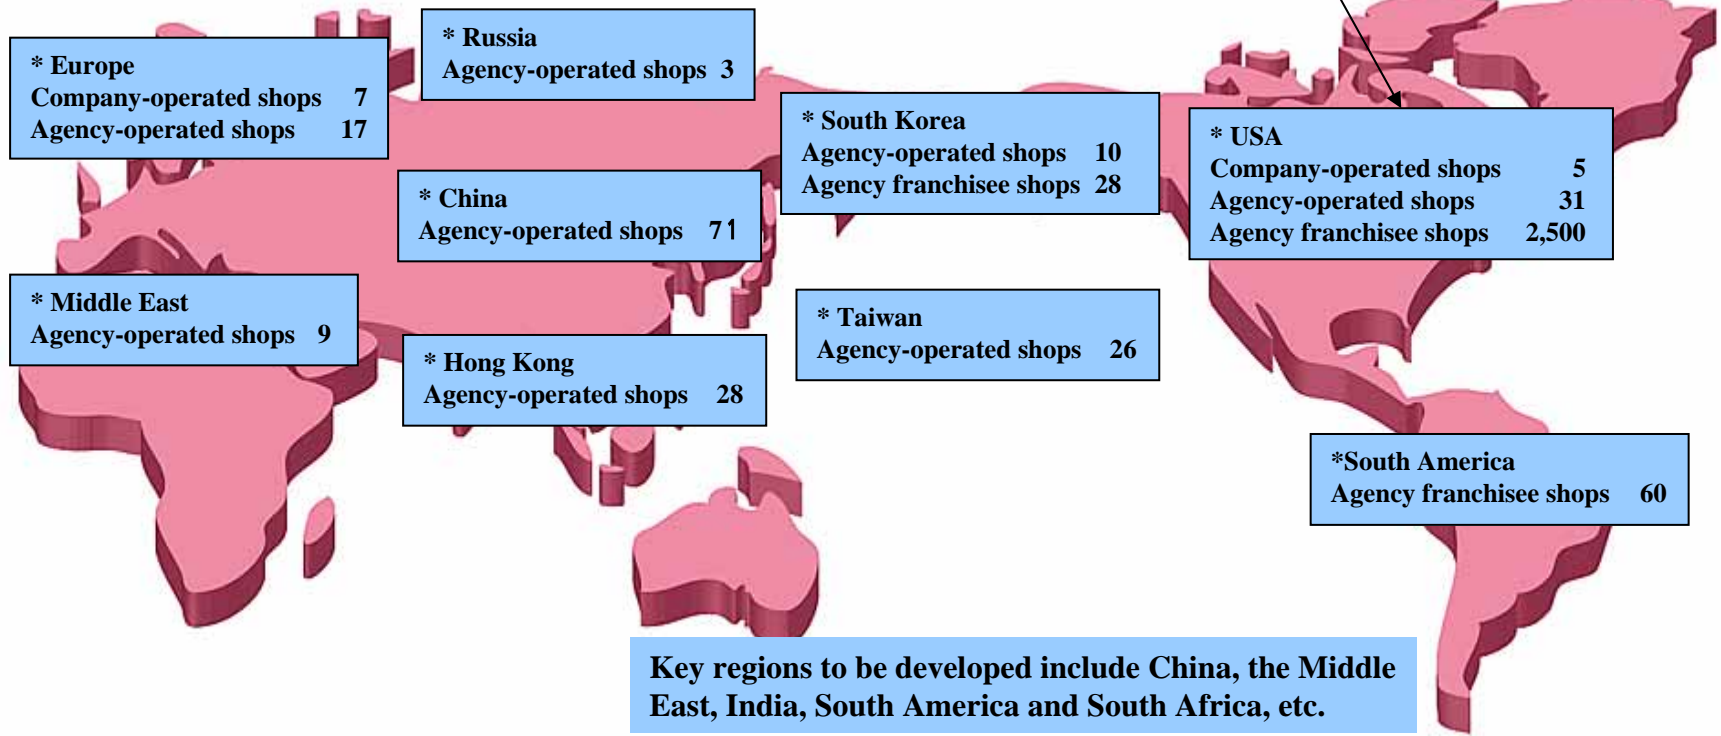 * Russia
Agency-operated shops 3
* Europe
Company-operated shops 7
Agency-operated shops 17
* South Korea
Agency-operated shops 10
Agency franchisee shops 28
* USA
Company-operated shops 5
Agency-operated shops 31
Agency franchisee shops 2,500
* China
Agency-operated shops 71
* Middle East
Agency-operated shops 9
* Taiwan
Agency-operated shops 26
* Hong Kong
Agency-operated shops 28
*South America
Agency franchisee shops 60
Key regions to be developed include China, the Middle
East, India, South America and South Africa, etc.